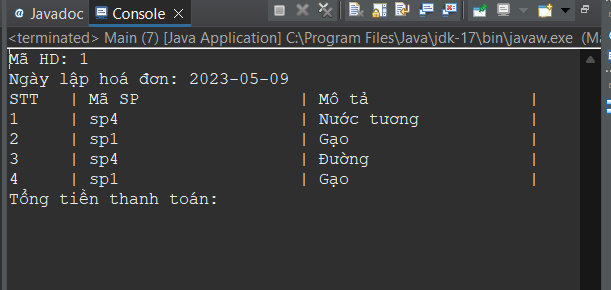 @ Javadoc Console
<terminated> Main (7) [Java Application] C:\Program Files\Java\jdk-17\bin\javaw.exe (Ma
Mã HD: 1
Ngày lập hoá đơn: 2023-05-09
STT | Mã SP | Mô tả |
1 | sp4 | Nước tương |
2 | sp1 | Gạo |
3 | sp4 | Đường |
4 | sp1 | Gạo |
Tổng tiền thanh toán: